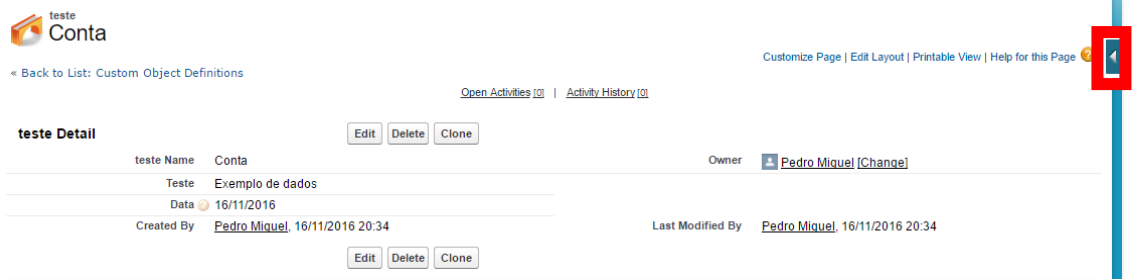 teste
Conta
Customize Page | Edit Layout | Printable View | Help for this Page ?
« Back to List: Custom Object Definitions
Open Activities [0] | Activity History [0]
teste Detail Edit Delete Clone
teste Name Conta Owner Pedro Miguel [Change]
Teste Exemplo de dados
Data ? 16/11/2016
Created By Pedro Miguel, 16/11/2016 20:34 Last Modified By Pedro Miguel, 16/11/2016 20:34
Edit Delete Clone